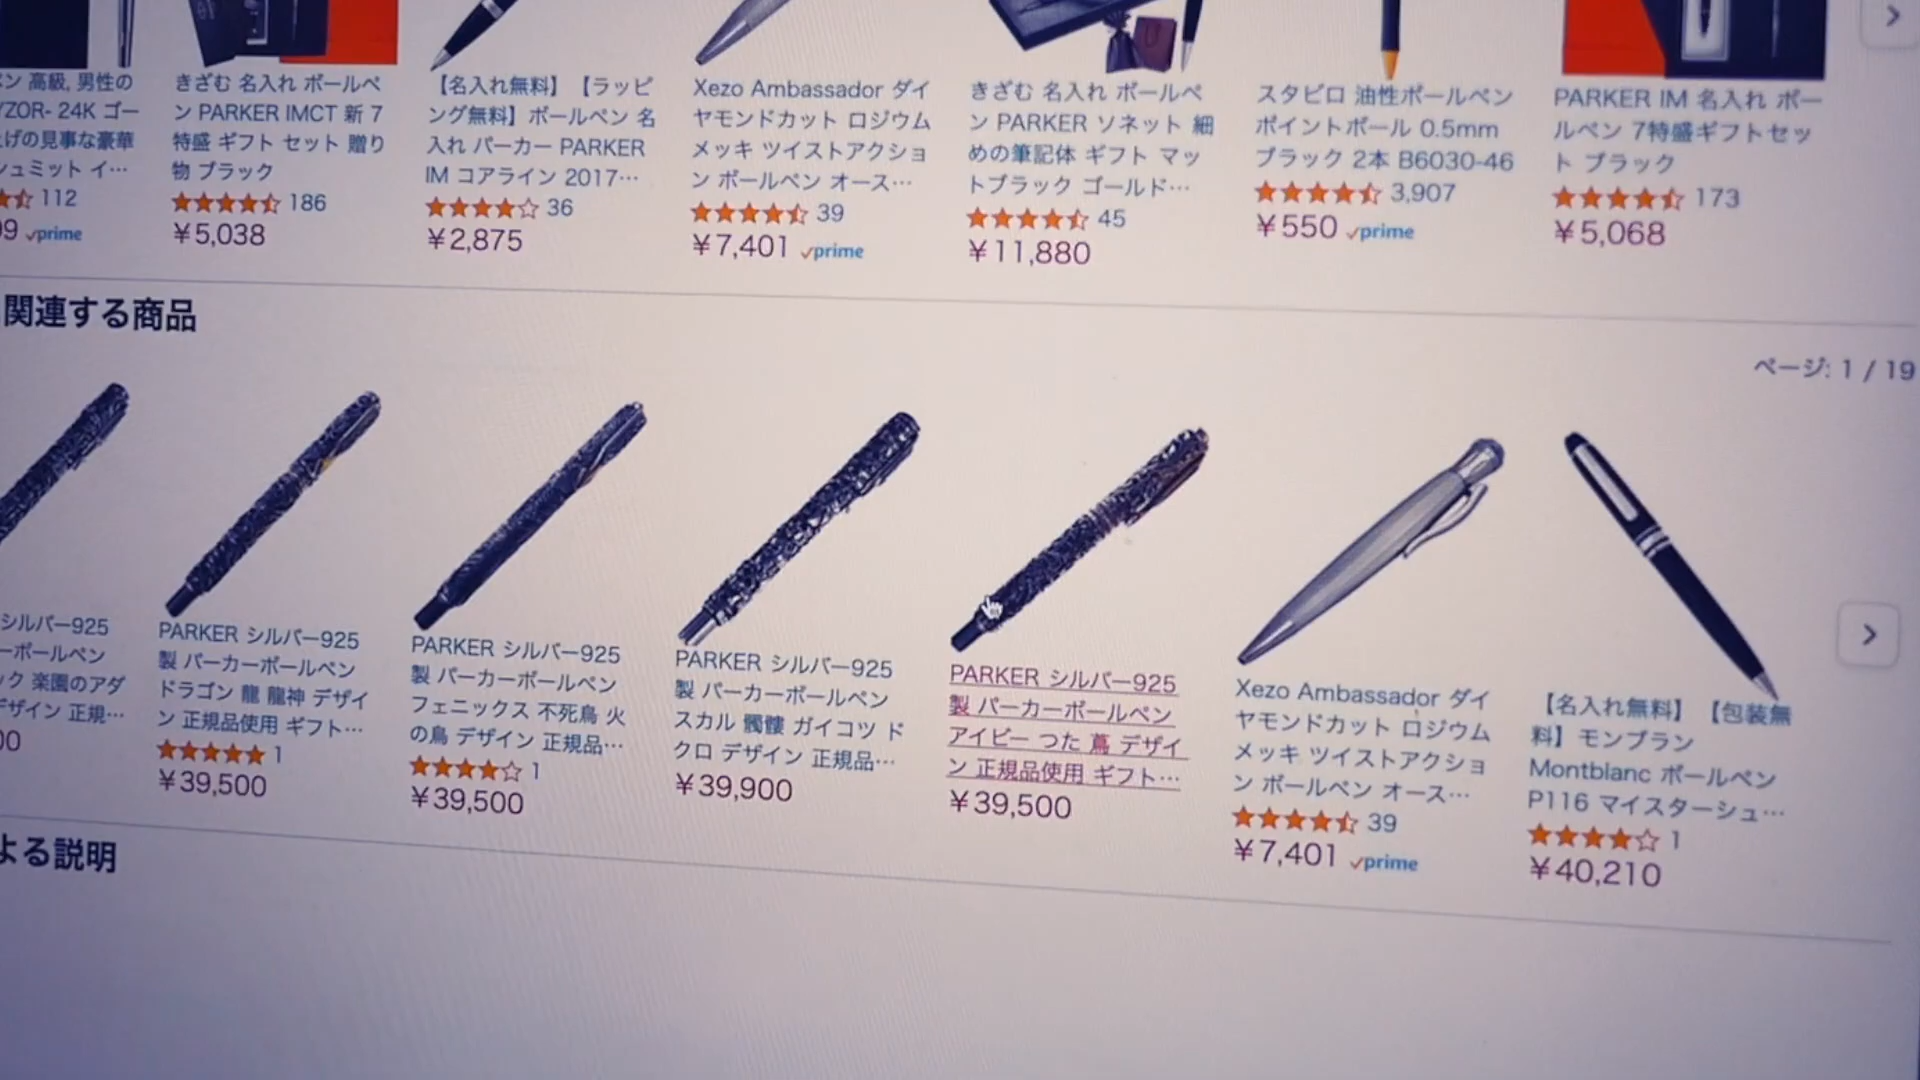 ン 高級, 男性の
YZOR- 24K ゴー
上げの見事な豪華
シュミット イ…
112
99 prime
きざむ 名入れ ボールペ
ン PARKER IMCT 新 7
特盛 ギフト セット 贈り
物 ブラック
186
￥5,038
【名入れ無料】【ラッピ
ング無料】ボールペン 名
入れ パーカー PARKER
IM コアライン 2017…
36
￥2,875
Xezo Ambassador ダイ
ヤモンドカット ロジウム
メッキ ツイストアクショ
ン ボールペン オース…
39
￥7,401 prime
きざむ 名入れ ボールペ
ン PARKER ソネット 細
めの筆記体 ギフト マッ
トブラック ゴールド…
45
￥11,880
スタビロ 油性ボールペン
ポイントボール 0.5mm
ブラック 2本 B6030-46
3,907
￥550 prime
PARKER IM 名入れ ボー
ルペン 7特盛ギフトセッ
ト ブラック
173
￥5,068
関連する商品
ページ: 1 / 19
シルバー925
ーボールペン
ック 楽園のアダ
デザイン 正規…
00
PARKER シルバー925
製 パーカーボールペン
ドラゴン 龍 龍神 デザイ
ン 正規品使用 ギフト…
1
￥39,500
PARKER シルバー925
製 パーカーボールペン
フェニックス 不死鳥 火
の鳥 デザイン 正規品…
1
￥39,500
PARKER シルバー925
製 パーカーボールペン
スカル 髑髏 ガイコツ ド
クロ デザイン 正規品…
￥39,900
PARKER シルバー925
製 パーカーボールペン
アイビー つた 蔦 デザイ
ン 正規品使用 ギフト…
￥39,500
Xezo Ambassador ダイ
ヤモンドカット ロジウム
メッキ ツイストアクショ
ン ボールペン オース…
39
￥7,401 prime
【名入れ無料】【包装無
料】モンブラン
Montblanc ボールペン
P116 マイスターシュ…
1
￥40,210
よる説明